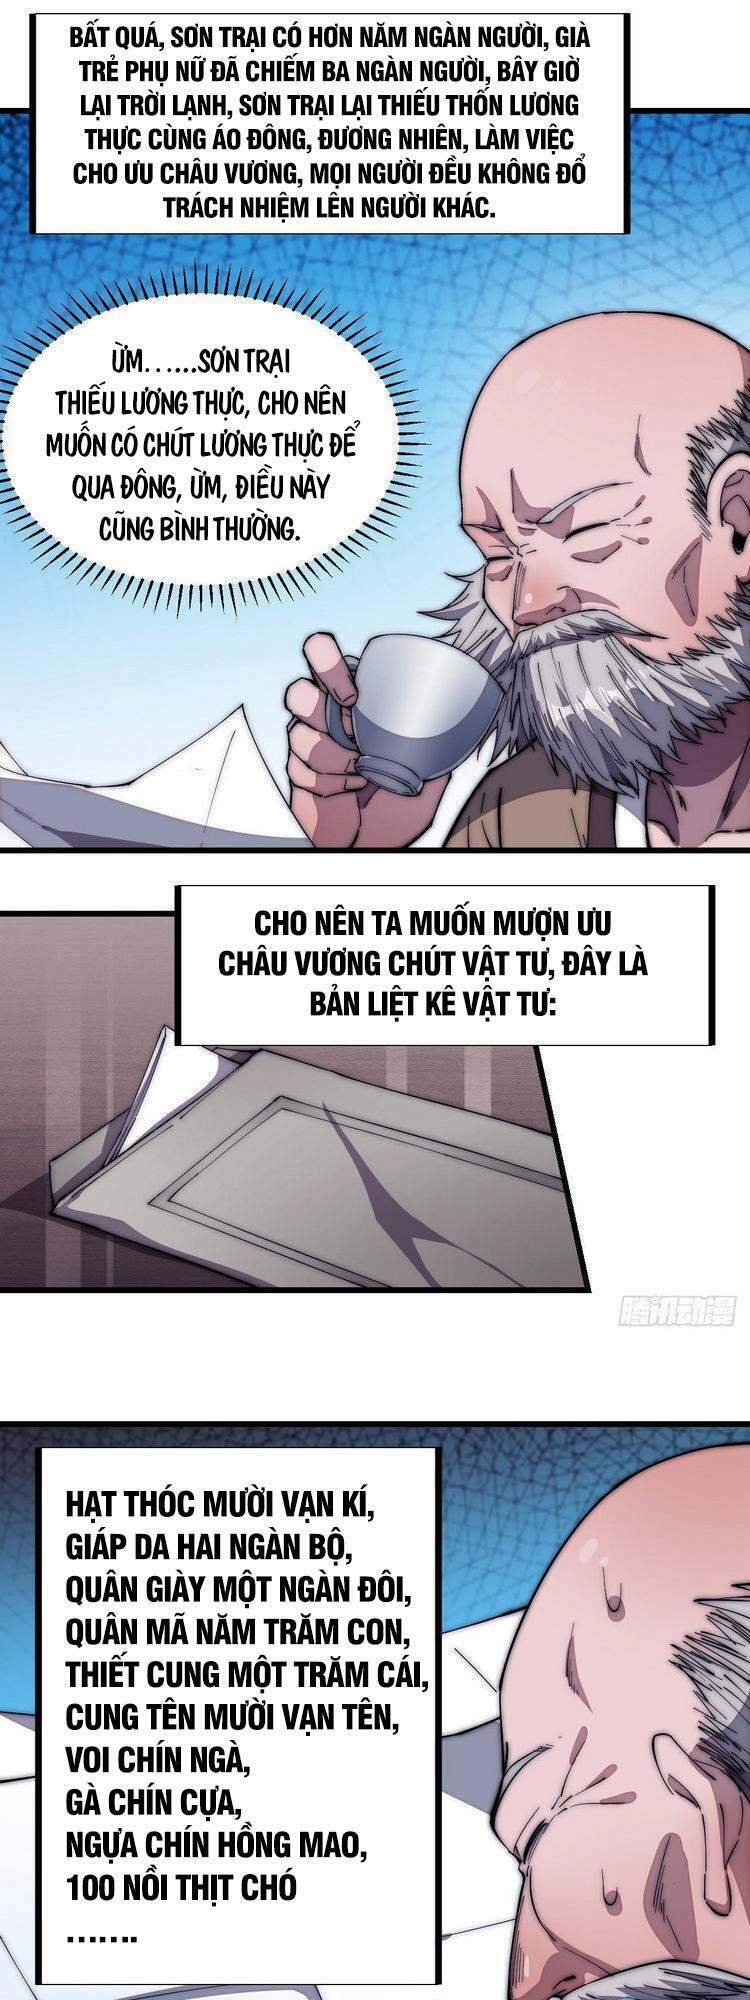 BẤT QUÁ, SƠN TRẠI CÓ HƠN NĂM NGÀN NGƯỜI, GIÀ
TRẺ PHỤ NỮ ĐÃ CHIẾM BA NGÀN NGƯỜI, BÂY GIỜ
LẠI TRỜI LẠNH, SƠN TRẠI LẠI THIẾU THỐN LƯƠNG
THỰC CÙNG ÁO ĐÔNG, ĐƯƠNG NHIÊN, LÀM VIỆC
CHO ƯU CHÂU VƯƠNG, MỌI NGƯỜI ĐỀU KHÔNG ĐỔ
TRÁCH NHIỆM LÊN NGƯỜI KHÁC.
ỪM......SƠN TRẠI
THIẾU LƯƠNG THỰC, CHO NÊN
MUỐN CÓ CHÚT LƯƠNG THỰC ĐỂ
QUA ĐÔNG, ỪM, ĐIỀU NÀY
CŨNG BÌNH THƯỜNG.
CHO NÊN TA MUỐN MƯỢN ƯU
CHÂU VƯƠNG CHÚT VẬT TƯ, ĐÂY LÀ
BẢN LIỆT KÊ VẬT TƯ:
腾讯动漫
HẠT THÓC MƯỜI VẠN KÍ,
GIÁP DA HAI NGÀN BỘ,
QUÂN GIÀY MỘT NGÀN ĐÔI,
QUÂN MÃ NĂM TRĂM CON,
THIẾT CUNG MỘT TRĂM CÁI,
CUNG TÊN MƯỜI VẠN TÊN,
VOI CHÍN NGÀ,
GÀ CHÍN CỰA,
NGỰA CHÍN HỒNG MAO,
100 NỒI THỊT CHÓ
.......